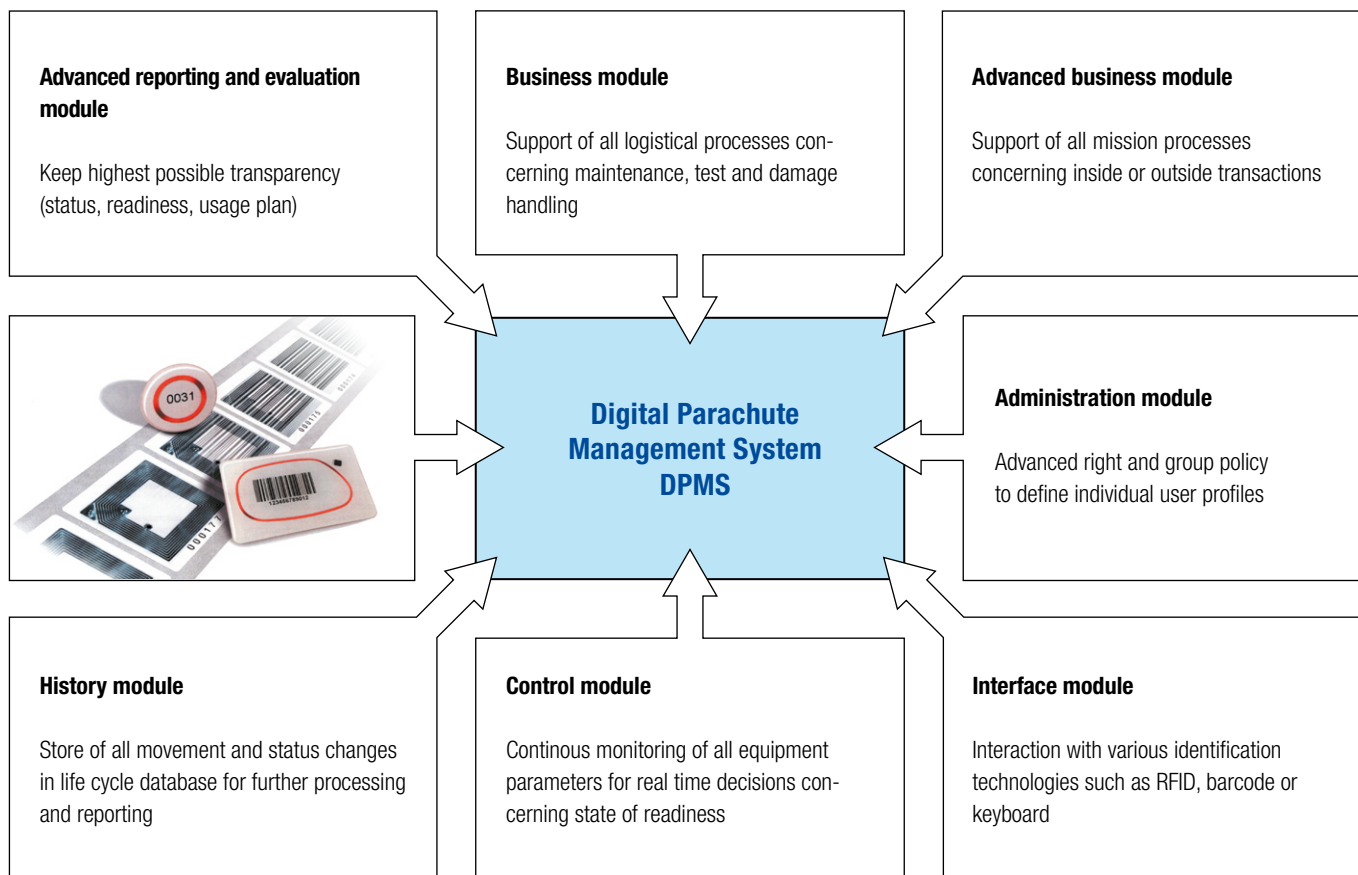 Advanced reporting and evaluation
module
Keep highest possible transparency
(status, readiness, usage plan)
Business module
Support of all logistical processes con-
cerning maintenance, test and damage
handling
Advanced business module
Support of all mission processes
concerning inside or outside transactions
0031
000175
000177
123456789012
Digital Parachute
Management System
DPMS
Administration module
Advanced right and group policy
to define individual user profiles
History module
Store of all movement and status changes
in life cycle database for further processing
and reporting
Control module
Continous monitoring of all equipment
parameters for real time decisions con-
cerning state of readiness
Interface module
Interaction with various identification
technologies such as RFID, barcode or
keyboard